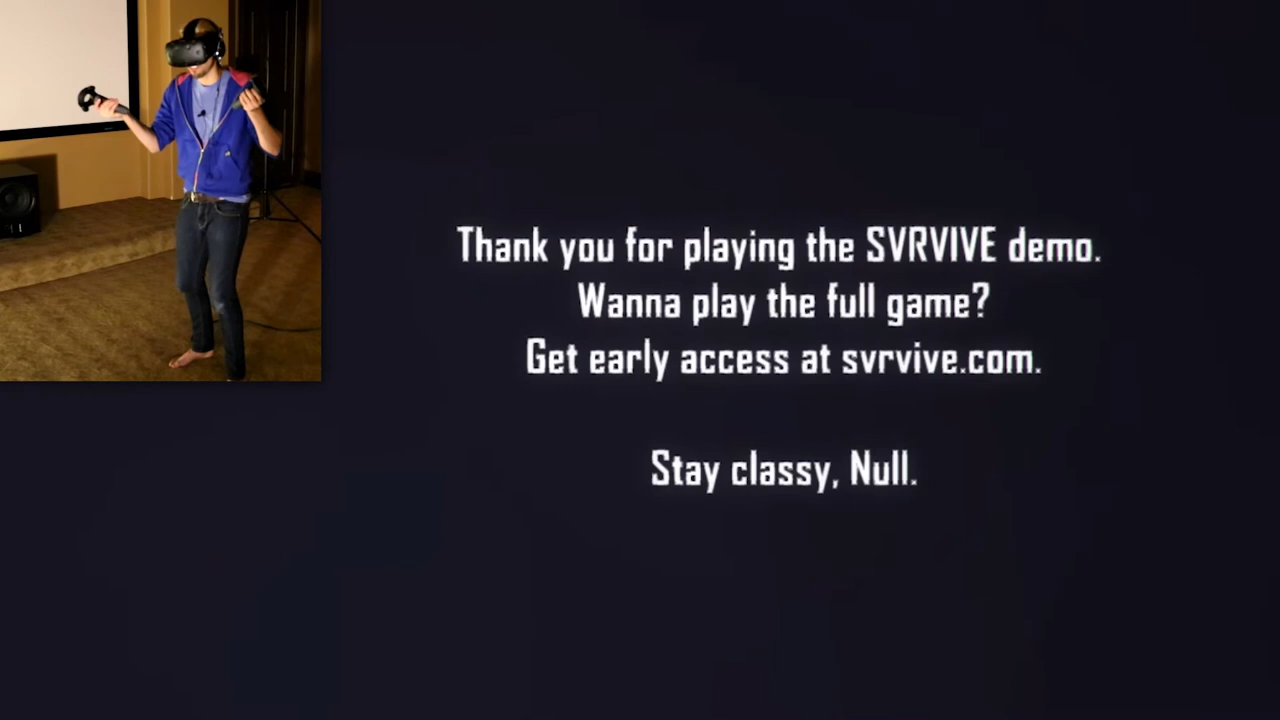 Thank you for playing the SVRVIVE demo.
Wanna play the full game?
Get early access at svrvive.com.
Stay classy, Null.